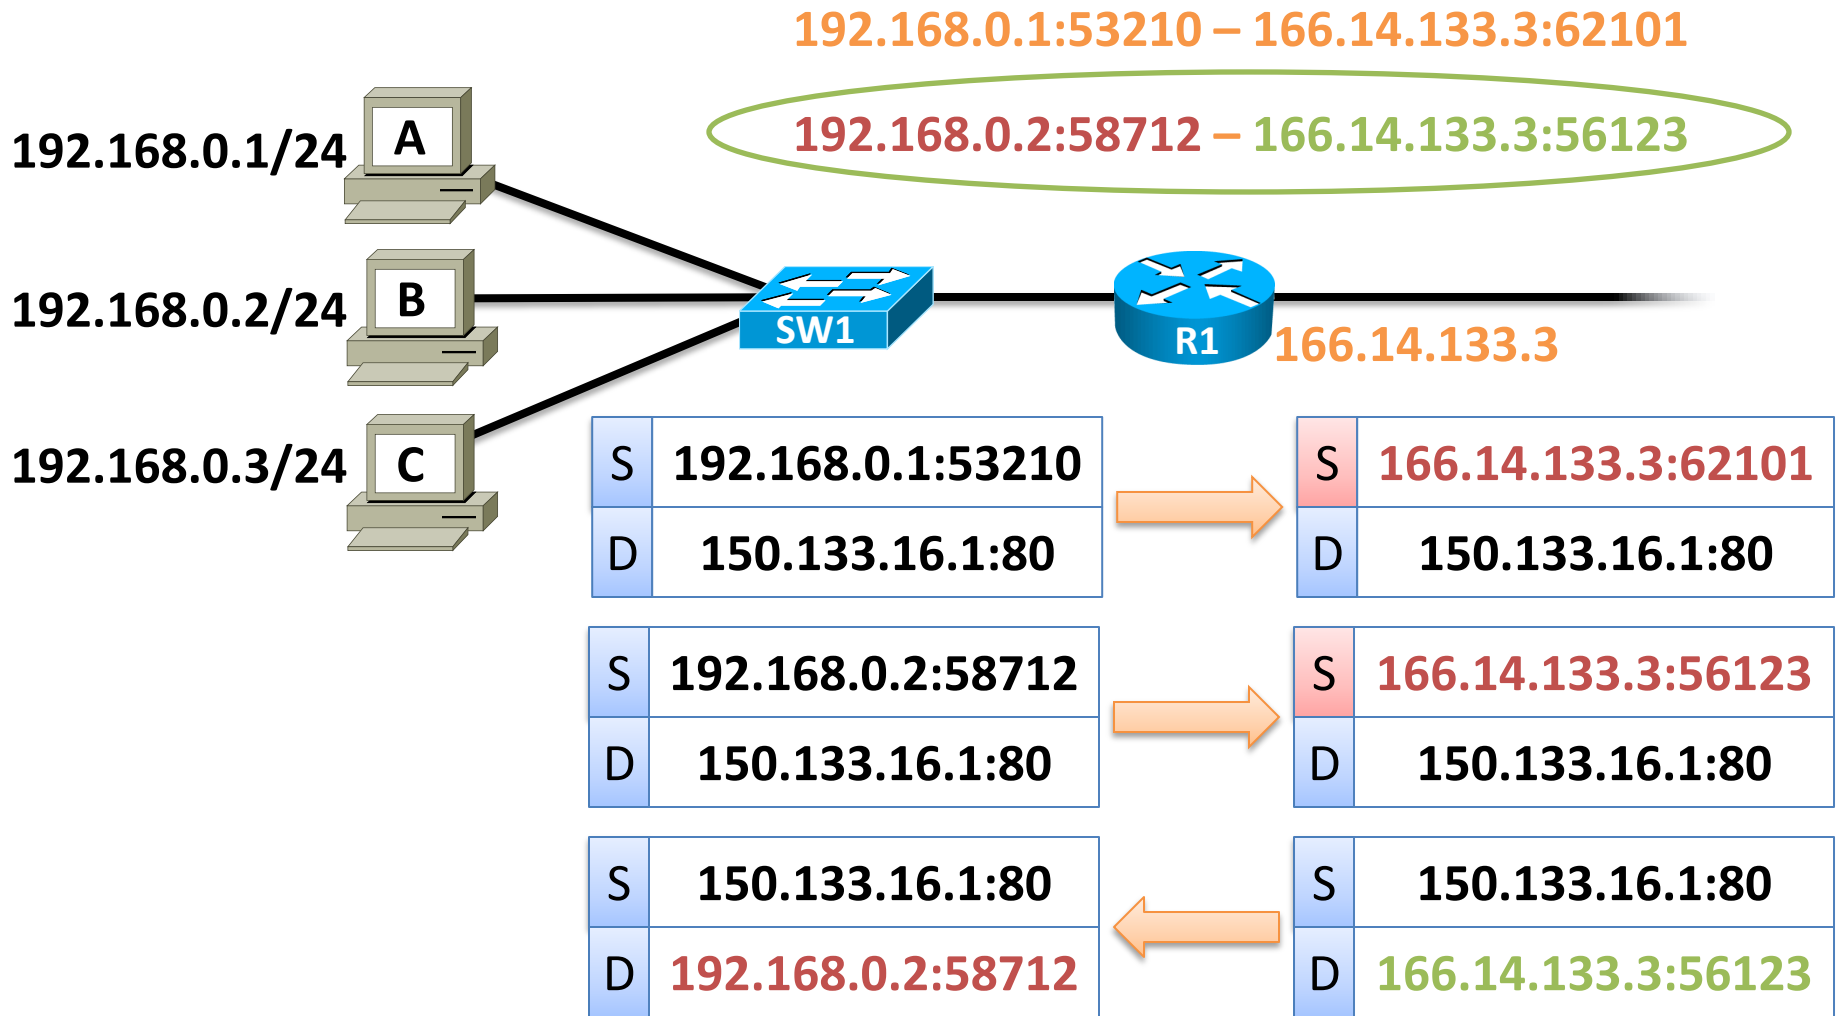 192.168.0.1:53210 – 166.14.133.3:62101
192.168.0.2:58712 – 166.14.133.3:56123
192.168.0.1/24
A
192.168.0.2/24
B
192.168.0.3/24
C
SW1
R1
166.14.133.3
S 192.168.0.1:53210
D 150.133.16.1:80
S 166.14.133.3:62101
D 150.133.16.1:80
S 192.168.0.2:58712
D 150.133.16.1:80
S 166.14.133.3:56123
D 150.133.16.1:80
S 150.133.16.1:80
D 192.168.0.2:58712
S 150.133.16.1:80
D 166.14.133.3:56123